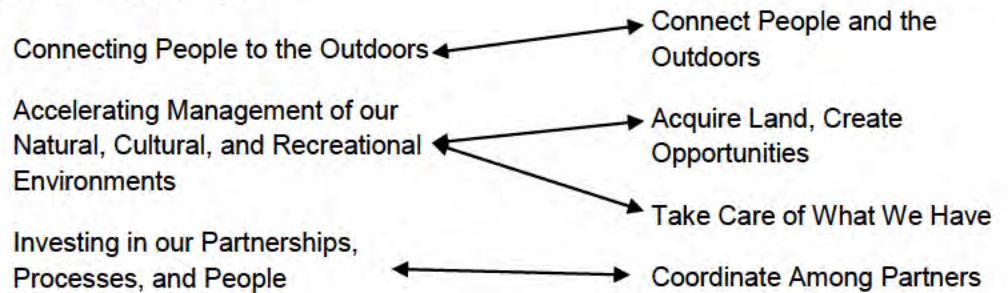 Connecting People to the Outdoors
Accelerating Management of our
Natural, Cultural, and Recreational
Environments
Investing in our Partnerships,
Processes, and People
Connect People and the
Outdoors
Acquire Land, Create
Opportunities
Take Care of What We Have
Coordinate Among Partners